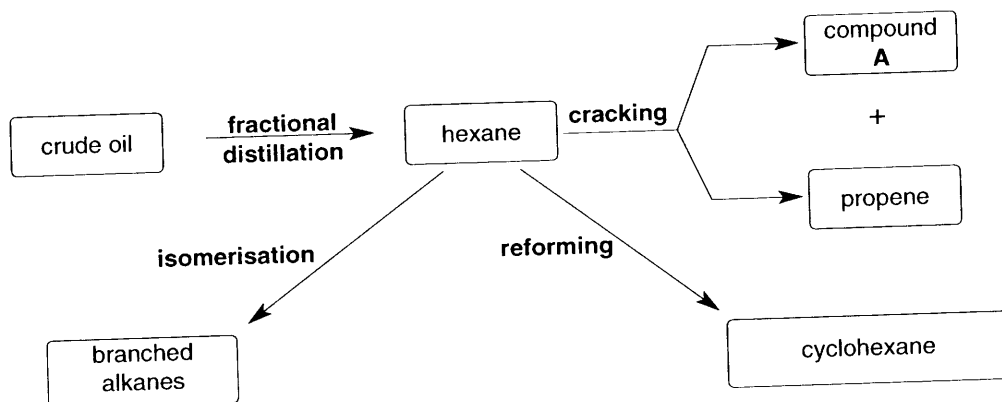 compound
A
+
propene
crude oil
fractional
distillation
hexane
cracking
isomerisation
reforming
branched
alkanes
cyclohexane